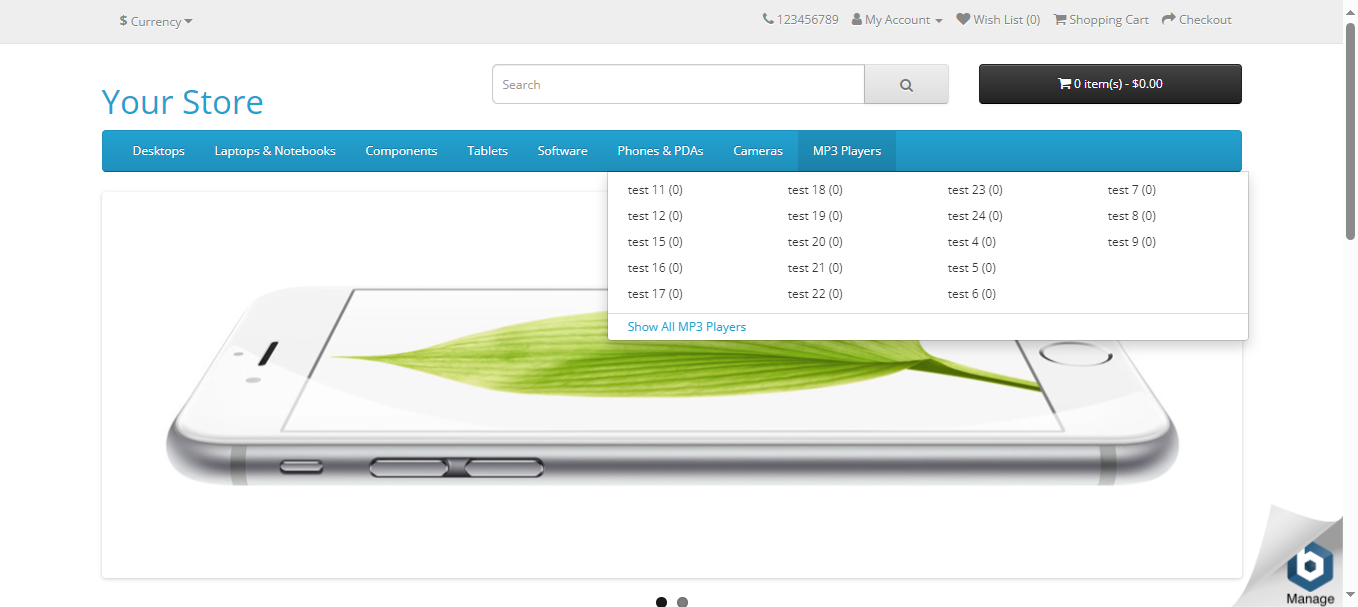 $ Currency
123456789 My Account Wish List (0) Shopping Cart Checkout
Your Store
Search
0 item(s) - $0.00
Desktops Laptops & Notebooks Components Tablets Software Phones & PDAs Cameras MP3 Players
test 11 (0) test 18 (0) test 23 (0) test 7 (0)
test 12 (0) test 19 (0) test 24 (0) test 8 (0)
test 15 (0) test 20 (0) test 4 (0) test 9 (0)
test 16 (0) test 21 (0) test 5 (0)
test 17 (0) test 22 (0) test 6 (0)
Show All MP3 Players
b
Manage